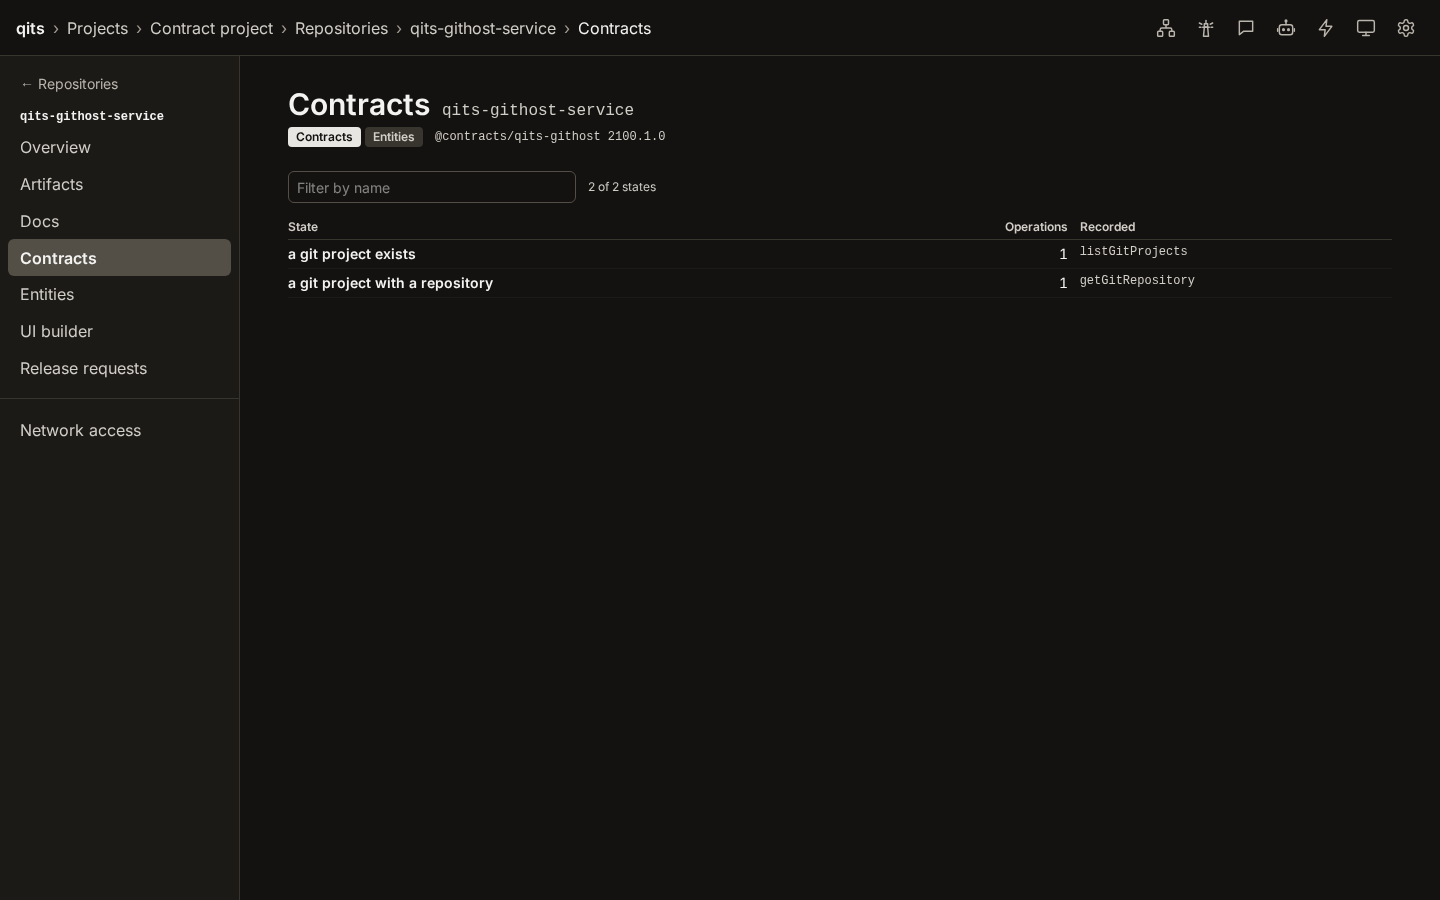 qits › Projects › Contract project › Repositories › qits-githost-service › Contracts
← Repositories
qits-githost-service
Overview
Artifacts
Docs
Contracts
Entities
UI builder
Release requests
Network access
Contracts qits-githost-service
Contracts Entities @contracts/qits-githost 2100.1.0
Filter by name 2 of 2 states
State Operations Recorded
a git project exists 1 listGitProjects
a git project with a repository 1 getGitRepository